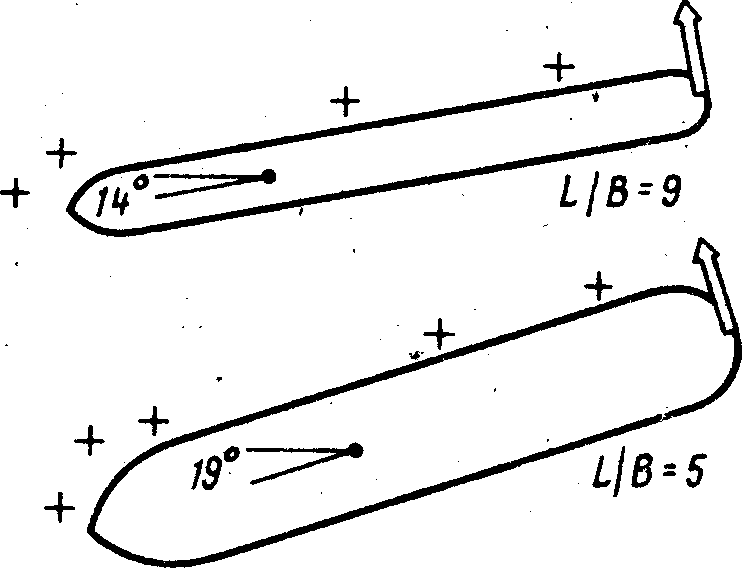 14°
L/B = 9
19°
L/B = 5